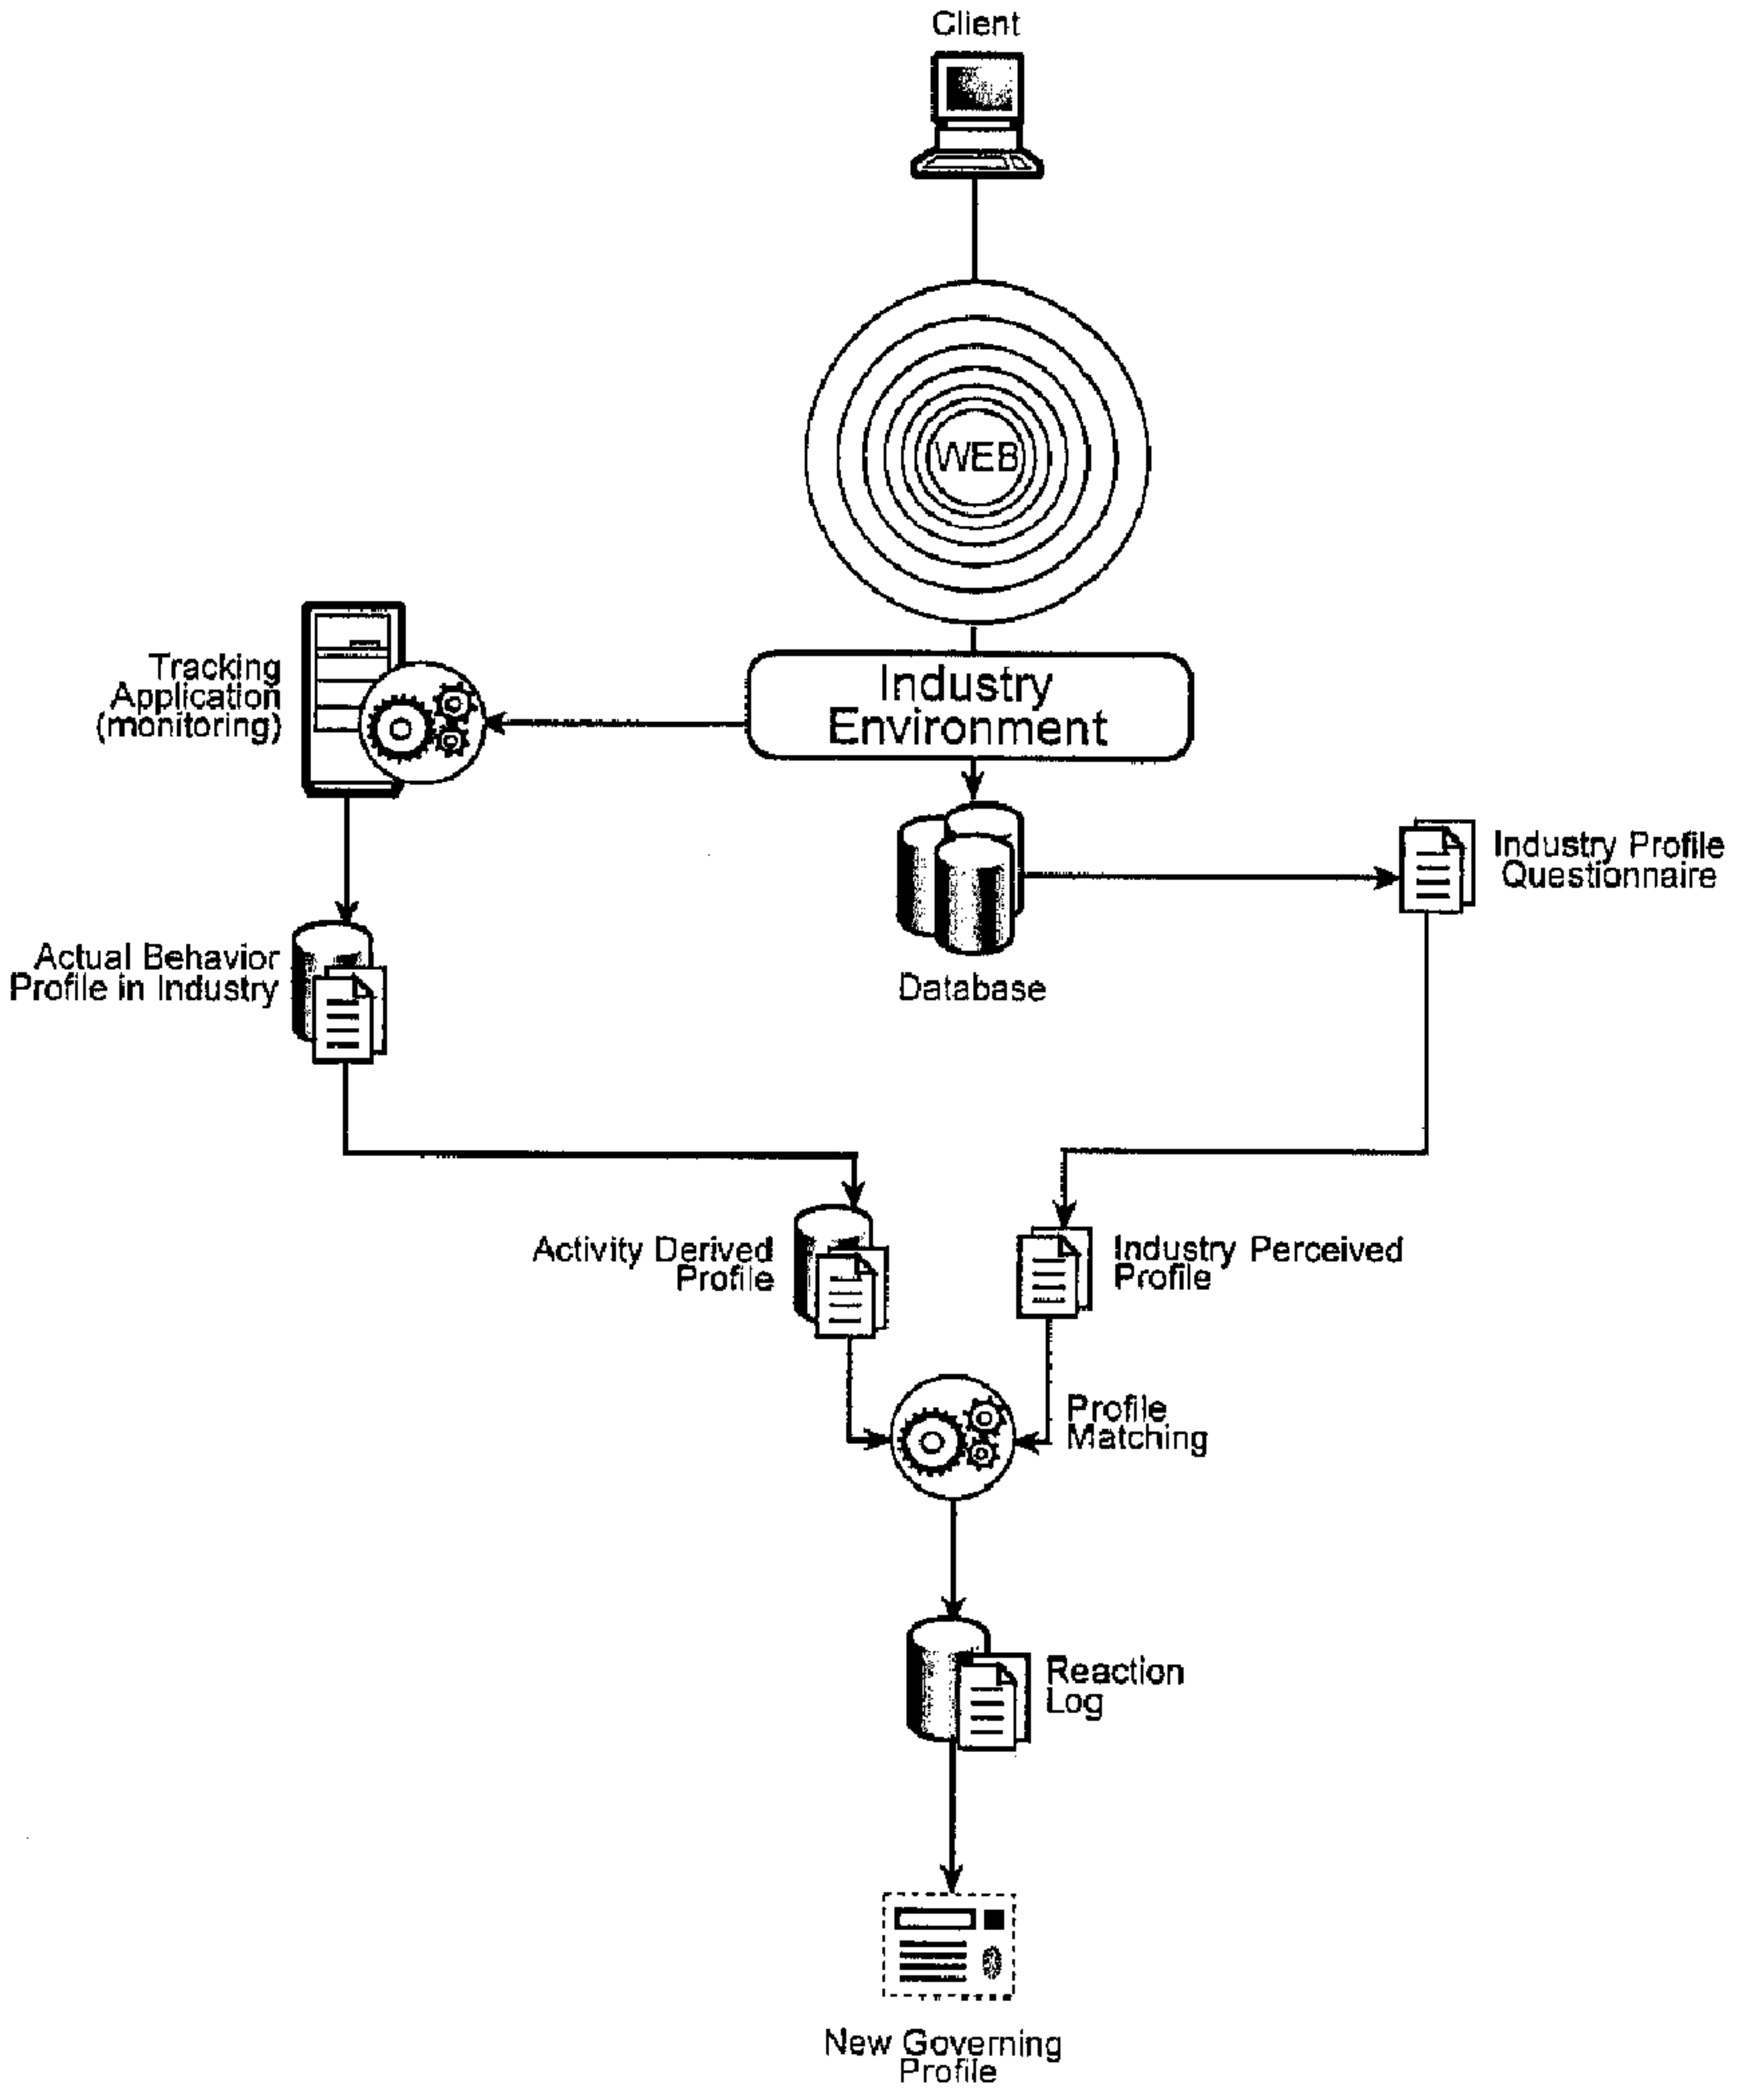 Client
WEB
Industry
Environment
Tracking
Application
(monitoring)
Industry Profile
Questionnaire
Actual Behavior
Profile in Industry
Database
Activity Derived
Profile
Industry Perceived
Profile
Profile
Matching
Reaction
Log
New Governing
Profile